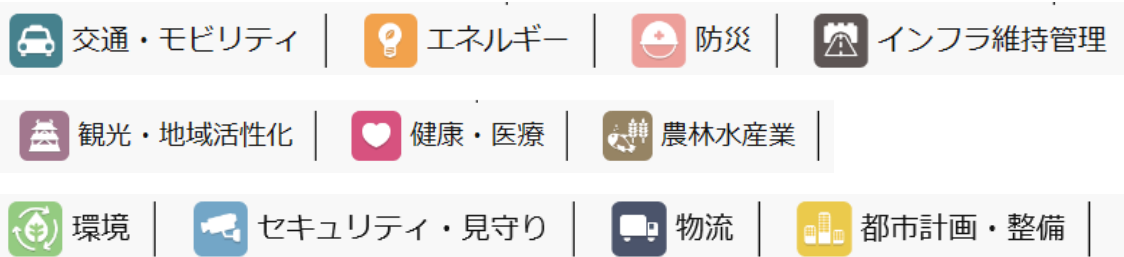 交通・モビリティ エネルギー 防災 インフラ維持管理
観光・地域活性化 健康・医療 農林水産業
環境 セキュリティ・見守り 物流 都市計画・整備